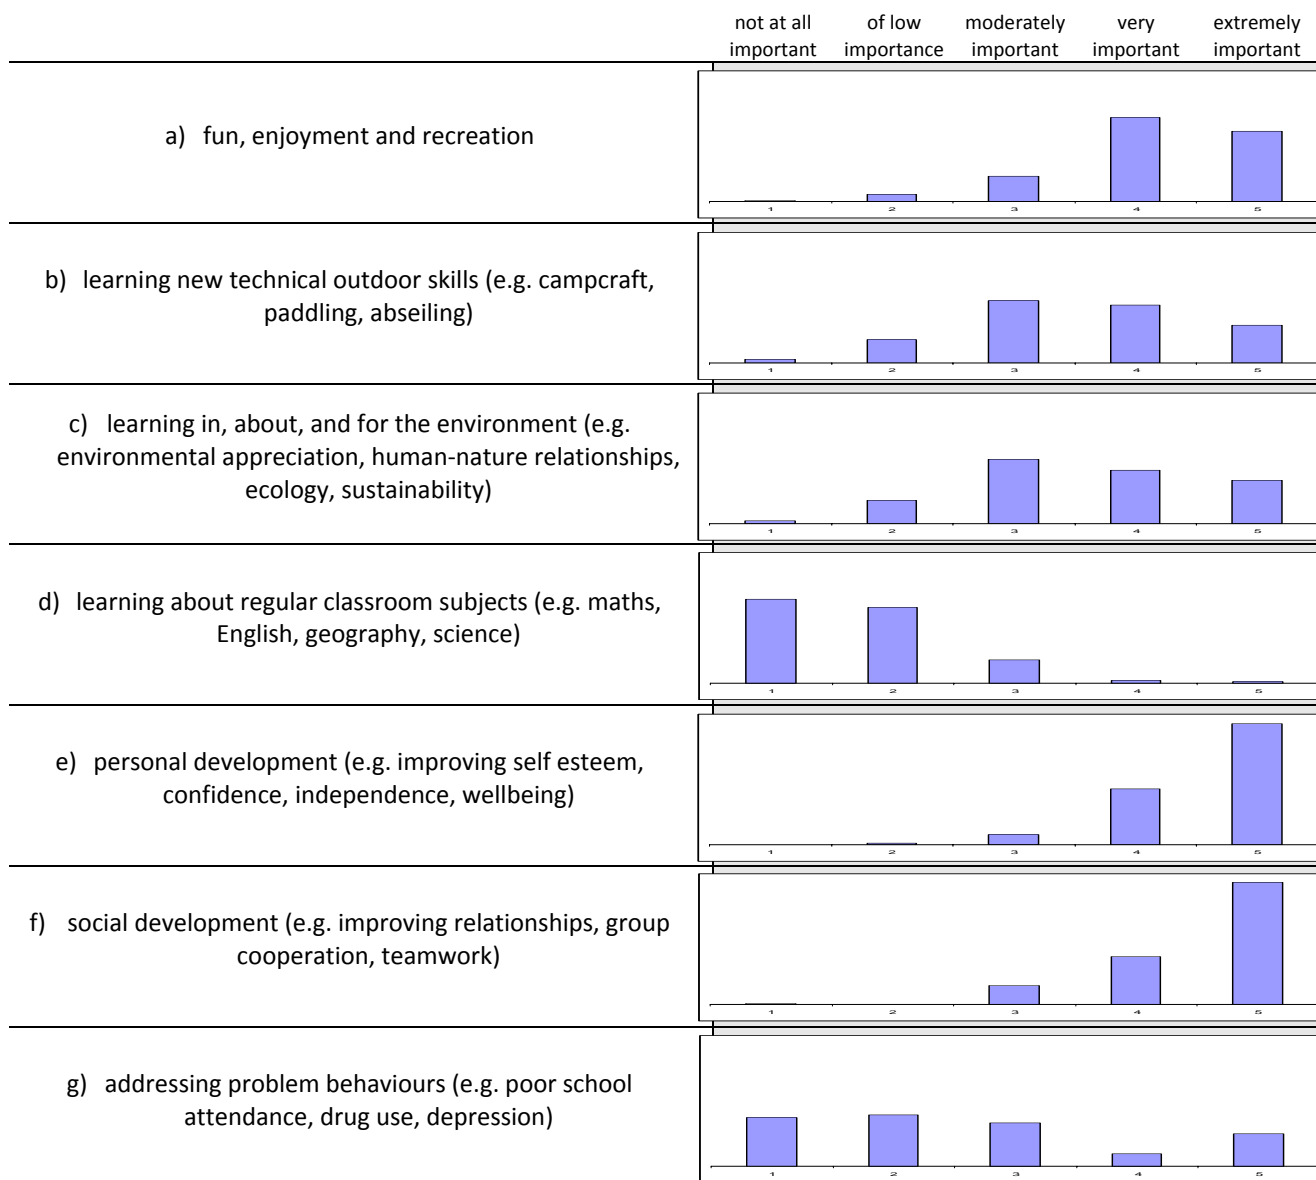 not at all important
of low importance
moderately important
very important
extremely important
a) fun, enjoyment and recreation
1 2 3 4 5
b) learning new technical outdoor skills (e.g. campcraft,
paddling, abseiling)
1 2 3 4 5
c) learning in, about, and for the environment (e.g.
environmental appreciation, human-nature relationships,
ecology, sustainability)
1 2 3 4 5
d) learning about regular classroom subjects (e.g. maths,
English, geography, science)
1 2 3 4 5
e) personal development (e.g. improving self esteem,
confidence, independence, wellbeing)
1 2 3 4 5
f) social development (e.g. improving relationships, group
cooperation, teamwork)
1 2 3 4 5
g) addressing problem behaviours (e.g. poor school
attendance, drug use, depression)
1 2 3 4 5